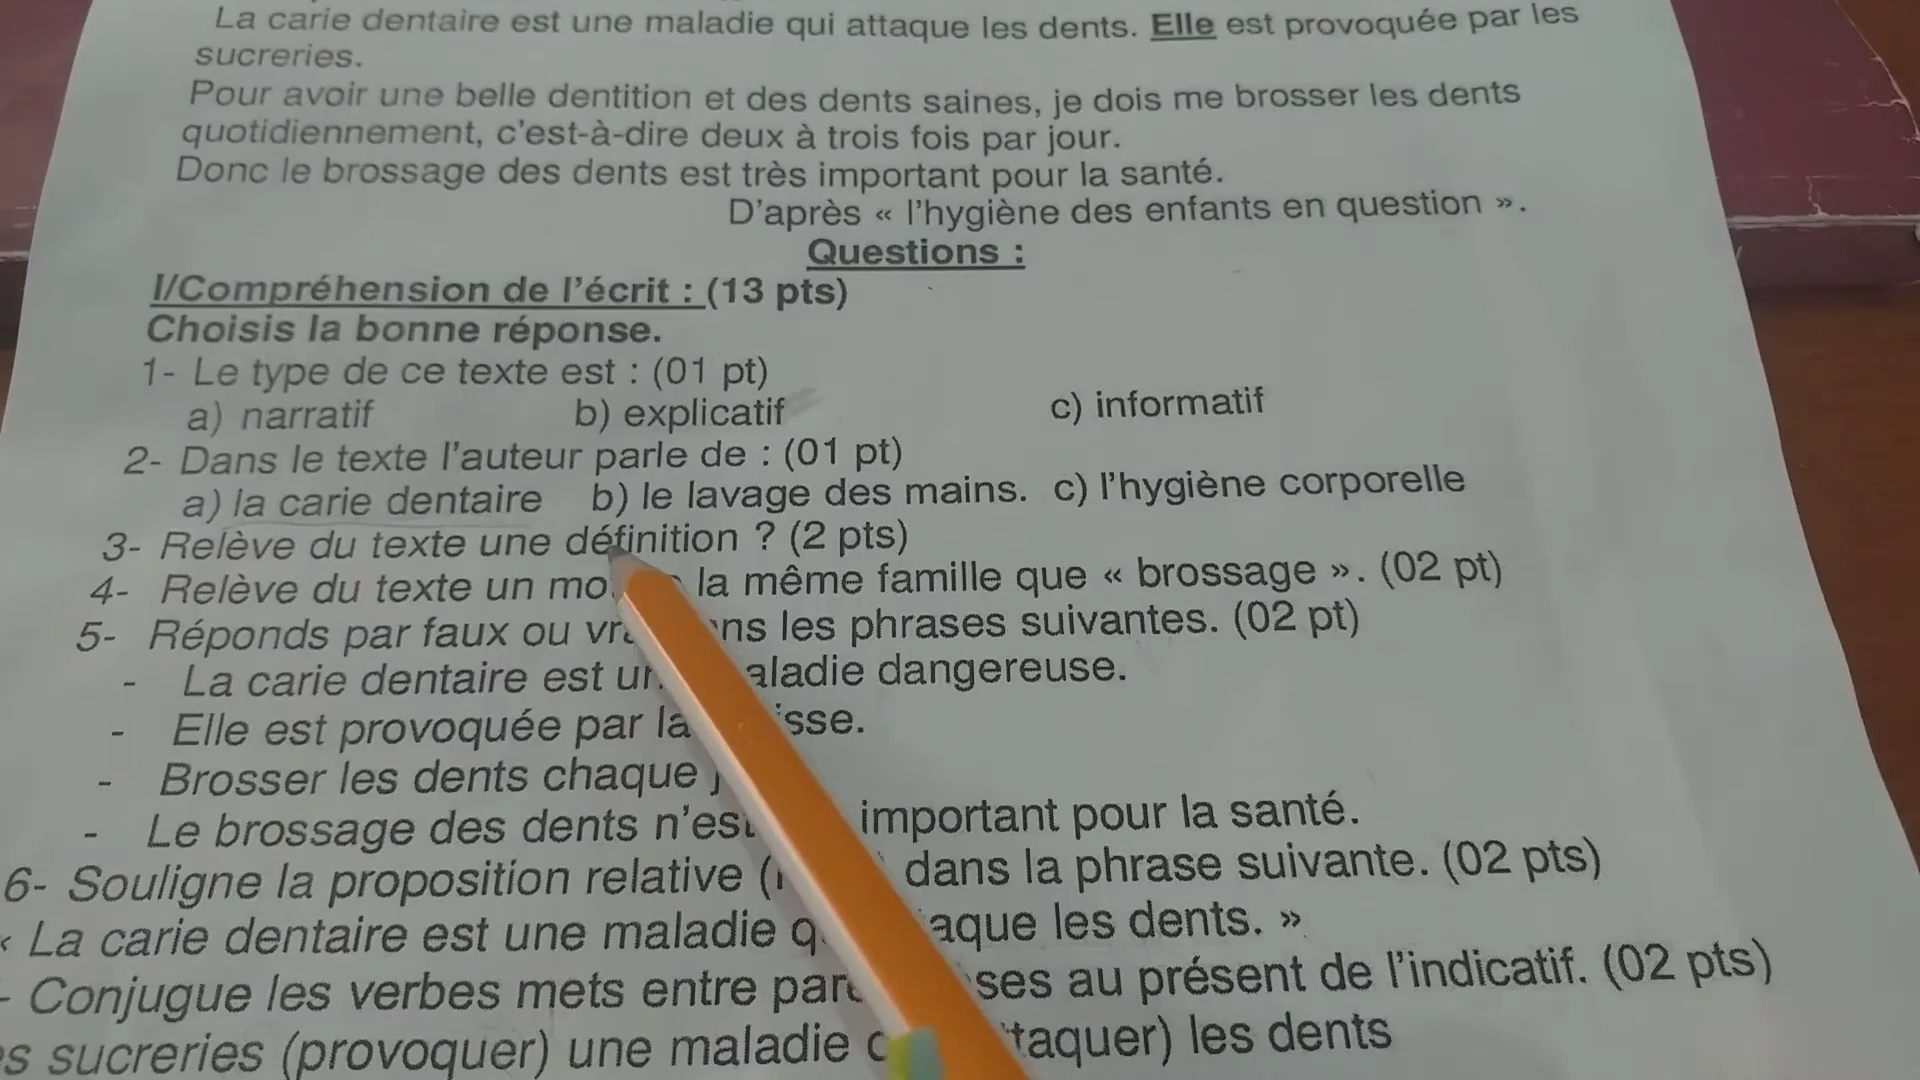 La carie dentaire est une maladie qui attaque les dents. Elle est provoquée par les
sucreries.
Pour avoir une belle dentition et des dents saines, je dois me brosser les dents
quotidiennement, c'est-à-dire deux à trois fois par jour.
Donc le brossage des dents est très important pour la santé.
D'après « l'hygiène des enfants en question ».
Questions :
I/Compréhension de l'écrit : (13 pts)
Choisis la bonne réponse.
1- Le type de ce texte est : (01 pt)
a) narratif b) explicatif c) informatif
2- Dans le texte l'auteur parle de : (01 pt)
a) la carie dentaire b) le lavage des mains. c) l'hygiène corporelle
3- Relève du texte une définition ? (2 pts)
4- Relève du texte un la même famille que « brossage ». (02 pt)
5- Réponds par faux ou les phrases suivantes. (02 pt)
- La carie dentaire est dangereuse.
- Elle est provoquée par la
- Brosser les dents chaque
- Le brossage des dents n'est important pour la santé.
6- Souligne la proposition relative dans la phrase suivante. (02 pts)
« La carie dentaire est une maladie les dents. »
- Conjugue les verbes mets entre au présent de l'indicatif. (02 pts)
sucreries (provoquer) une maladie les dents